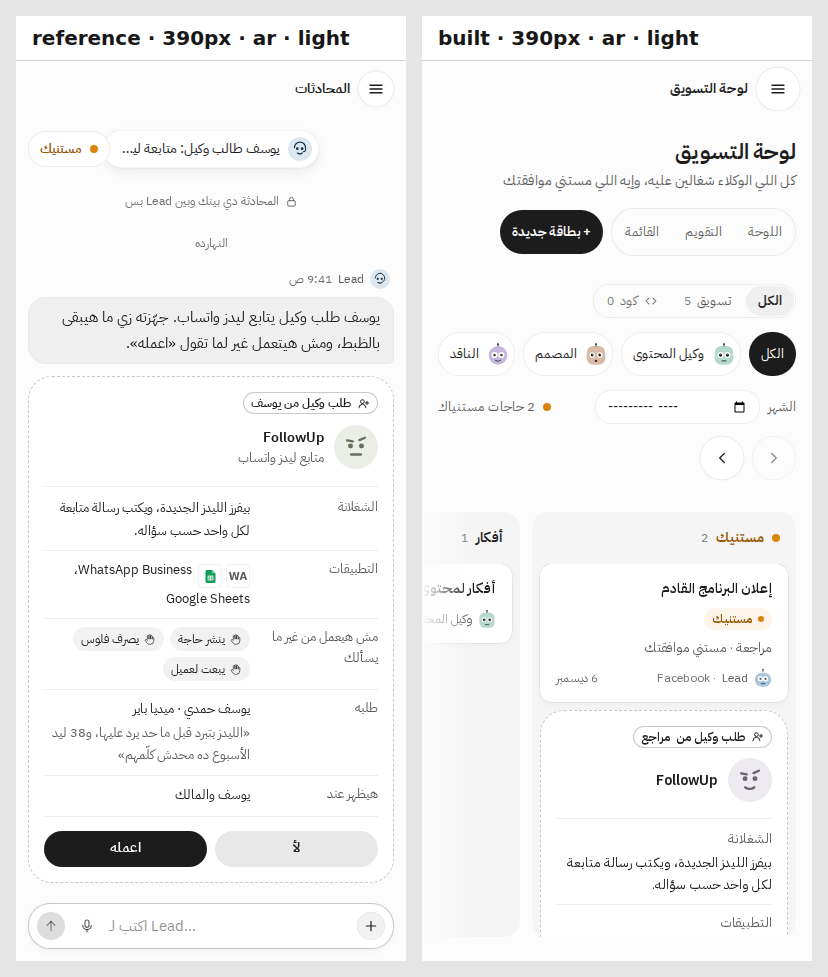 reference · 390px · ar · light
المحادثات
يوسف طالب وكيل: متابعة ليـ...
مستنيك
المحادثة دي بينك وبين Lead بس
النهارده
Lead 9:41 ص
يوسف طلب وكيل يتابع ليدز واتساب. جهّزته زي ما هيبقى
بالظبط، ومش هيتعمل غير لما تقول «اعمله».
طلب وكيل من يوسف
FollowUp
متابع ليدز واتساب
الشغلانة
بيفرز الليدز الجديدة، ويكتب رسالة متابعة
لكل واحد حسب سؤاله.
التطبيقات
WA WhatsApp Business،
Google Sheets
مش هيعمل من غير ما
يسألك
ينشر حاجة
يصرف فلوس
يبعت لعميل
طلبه
يوسف حمدي · ميديا باير
«الليدز بتبرد قبل ما حد يرد عليها، و38 ليد
الأسبوع ده محدش كلّمهم»
هيظهر عند
يوسف والمالك
لأ
اعمله
اكتب لـ Lead...
built · 390px · ar · light
لوحة التسويق
لوحة التسويق
كل اللي الوكلاء شغالين عليه، وإيه اللي مستني موافقتك
اللوحة
التقويم
القائمة
+ بطاقة جديدة
الكل
تسويق 5
كود 0
الكل
وكيل المحتوى
المصمم
الناقد
الشهر
--------- ----
2 حاجات مستنياك
مستنيك 2
أفكار 1
إعلان البرنامج القادم
مستنيك
مراجعة · مستني موافقتك
Lead · Facebook
6 ديسمبر
أفكار لمحتوى
وكيل المحـ
طلب وكيل من مراجع
FollowUp
الشغلانة
بيفرز الليدز الجديدة، ويكتب رسالة متابعة
لكل واحد حسب سؤاله.
التطبيقات